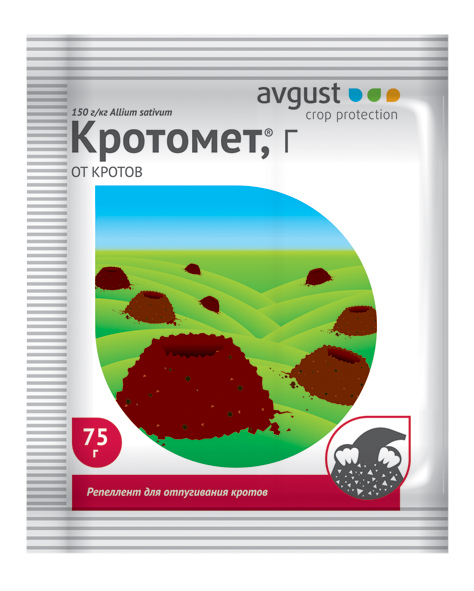 avgust
crop protection
150 г/кг Allium sativum
Кротомет,® Г
ОТ КРОТОВ
75
г
Репеллент для отпугивания кротов